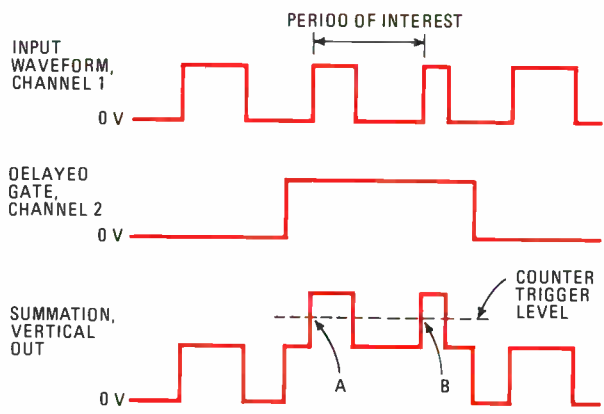 PERIOD OF INTEREST
INPUT
WAVEFORM,
CHANNEL 1
0 V
DELAYED
GATE,
CHANNEL 2
0 V
COUNTER
TRIGGER
LEVEL
SUMMATION,
VERTICAL
OUT
A
B
0 V